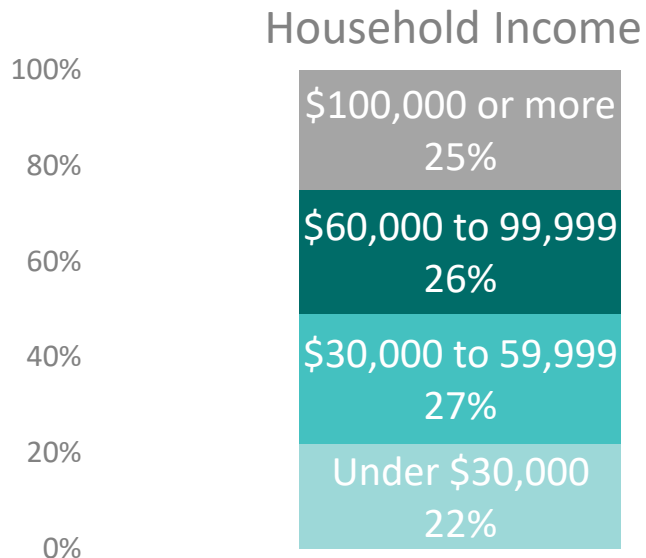 Household Income
100%
80%
60%
40%
20%
0%
$100,000 or more
25%
$60,000 to 99,999
26%
$30,000 to 59,999
27%
Under $30,000
22%